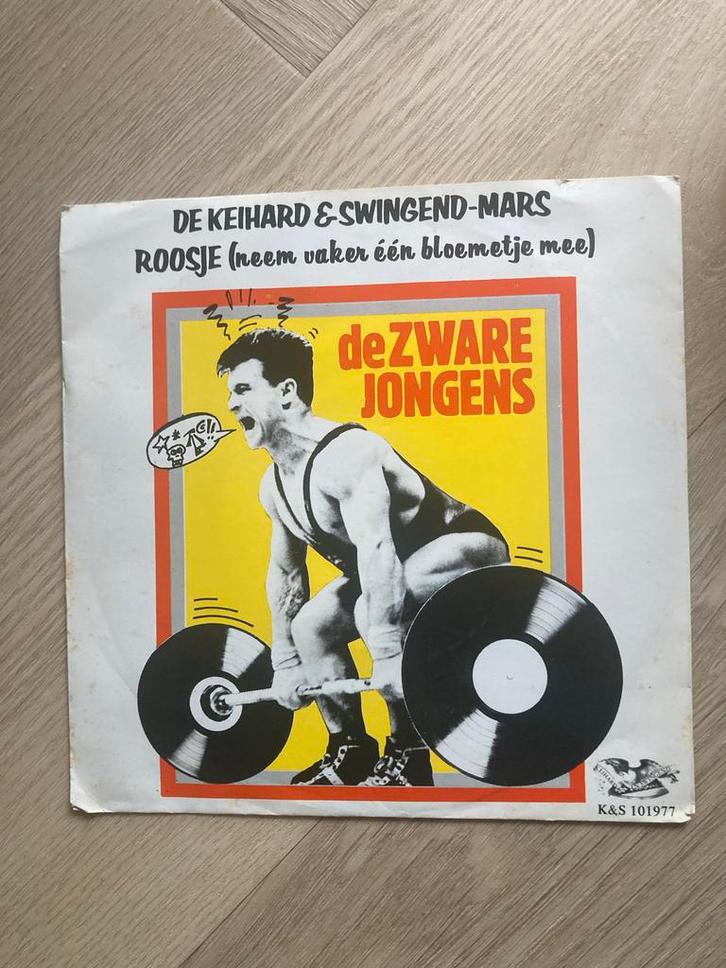 DE KEIHARD & SWINGEND-MARS
ROOSJE (neem vaker één bloemetje mee)
deZWARE
JONGENS
K&S 101977